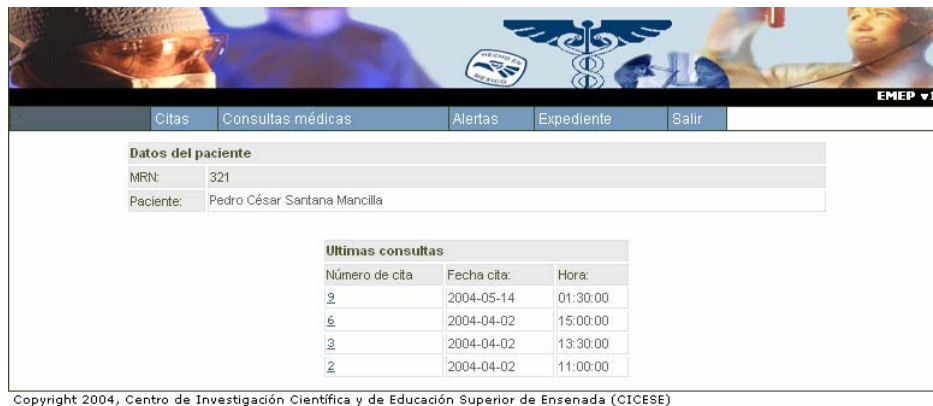 HECHO EN
MEXICO
EMEP
Citas Consultas médicas Alertas Expediente Salir
Datos del paciente
MRN: 321
Paciente: Pedro César Santana Mancilla
Ultimas consultas
Número de cita Fecha cita: Hora:
9 2004-05-14 01:30:00
6 2004-04-02 15:00:00
3 2004-04-02 13:30:00
2 2004-04-02 11:00:00
Copyright 2004, Centro de Investigación Científica y de Educación Superior de Ensenada (CICESE)